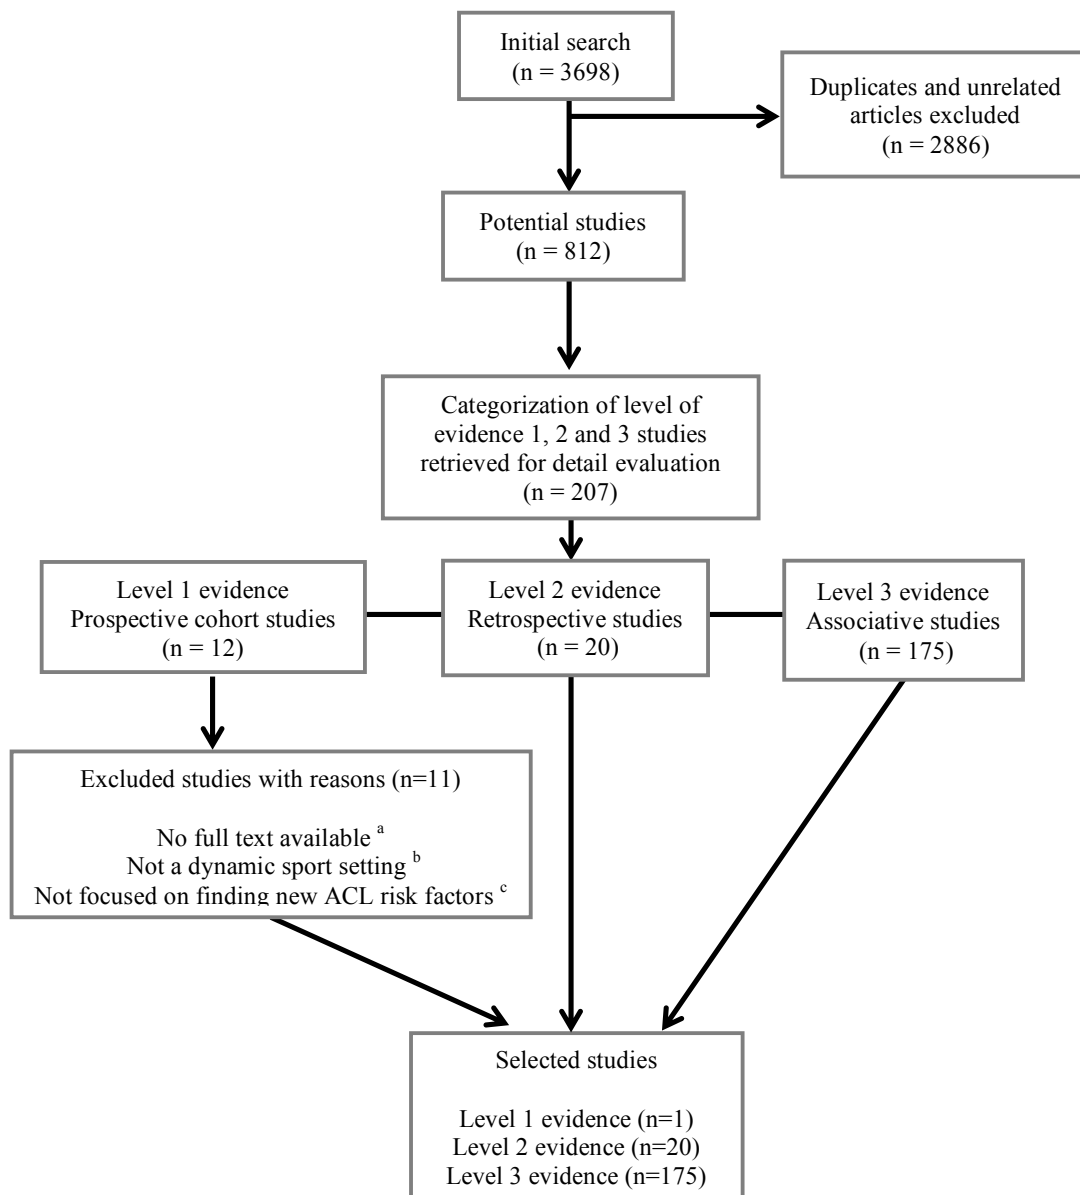 Initial search
(n = 3698)
Duplicates and unrelated
articles excluded
(n = 2886)
Potential studies
(n = 812)
Categorization of level of
evidence 1, 2 and 3 studies
retrieved for detail evaluation
(n = 207)
Level 1 evidence
Prospective cohort studies
(n = 12)
Level 2 evidence
Retrospective studies
(n = 20)
Level 3 evidence
Associative studies
(n = 175)
Excluded studies with reasons (n=11)
No full text available a
Not a dynamic sport setting b
Not focused on finding new ACL risk factors c
Selected studies
Level 1 evidence (n=1)
Level 2 evidence (n=20)
Level 3 evidence (n=175)